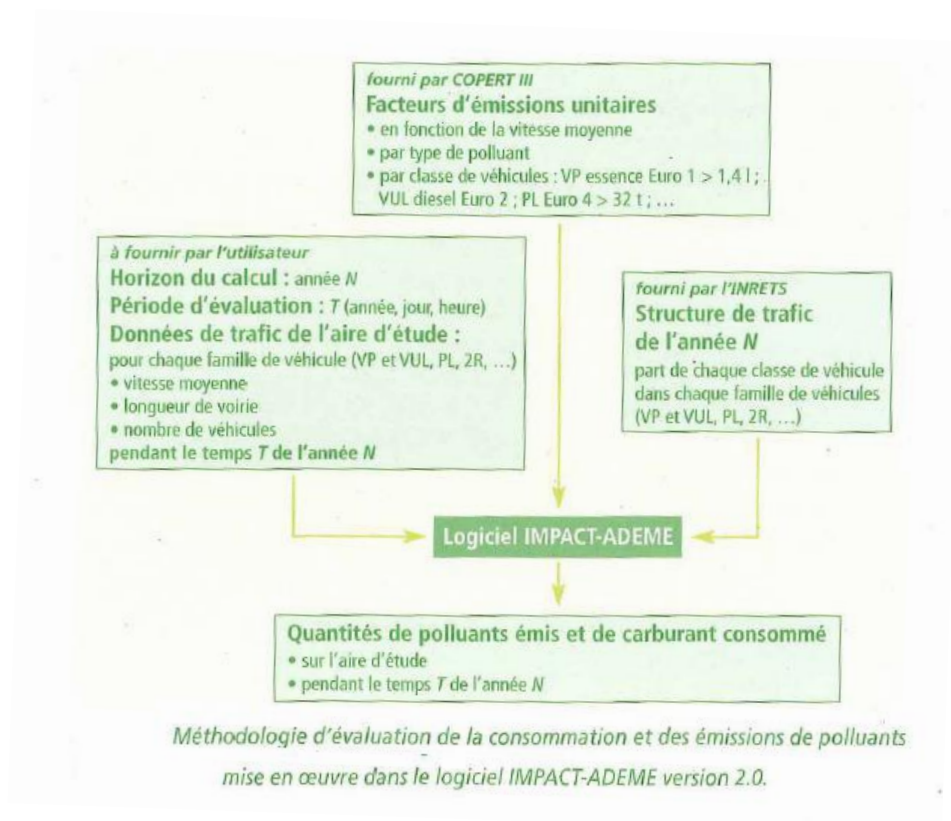 fourni par COPERT III
Facteurs d'émissions unitaires
• en fonction de la vitesse moyenne
• par type de polluant
• par classe de véhicules : VP essence Euro 1 > 1,4 l ;
VUL diesel Euro 2 ; PL Euro 4 > 32 t ; ...
à fournir par l'utilisateur
Horizon du calcul : année N
Période d'évaluation : T (année, jour, heure)
Données de trafic de l'aire d'étude :
pour chaque famille de véhicule (VP et VUL, PL, 2R, ...)
• vitesse moyenne
• longueur de voirie
• nombre de véhicules
pendant le temps T de l'année N
fourni par l'INRETS
Structure de trafic
de l'année N
part de chaque classe de véhicule
dans chaque famille de véhicules
(VP et VUL, PL, 2R, ...)
Logiciel IMPACT-ADEME
Quantités de polluants émis et de carburant consommé
• sur l'aire d'étude
• pendant le temps T de l'année N
Méthodologie d'évaluation de la consommation et des émissions de polluants
mise en œuvre dans le logiciel IMPACT-ADEME version 2.0.